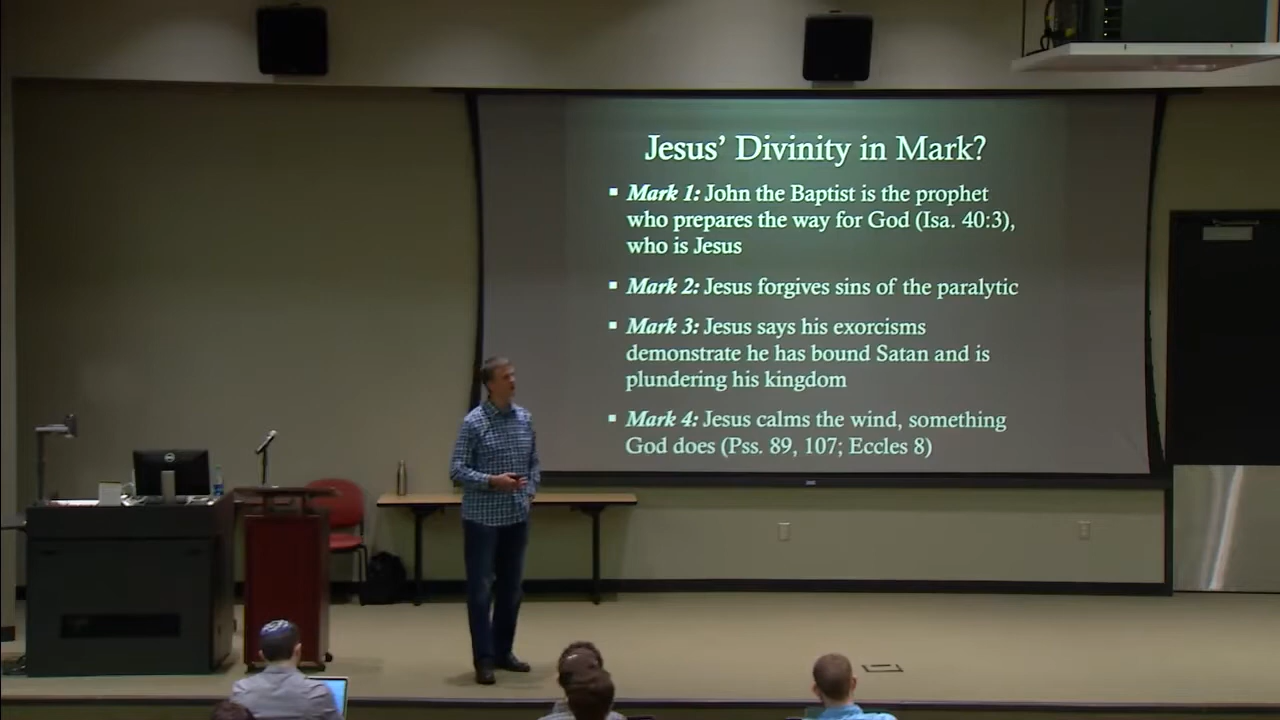 Jesus’ Divinity in Mark?
▪ Mark 1: John the Baptist is the prophet
who prepares the way for God (Isa. 40:3),
who is Jesus
▪ Mark 2: Jesus forgives sins of the paralytic
▪ Mark 3: Jesus says his exorcisms
demonstrate he has bound Satan and is
plundering his kingdom
▪ Mark 4: Jesus calms the wind, something
God does (Pss. 89, 107; Eccles 8)